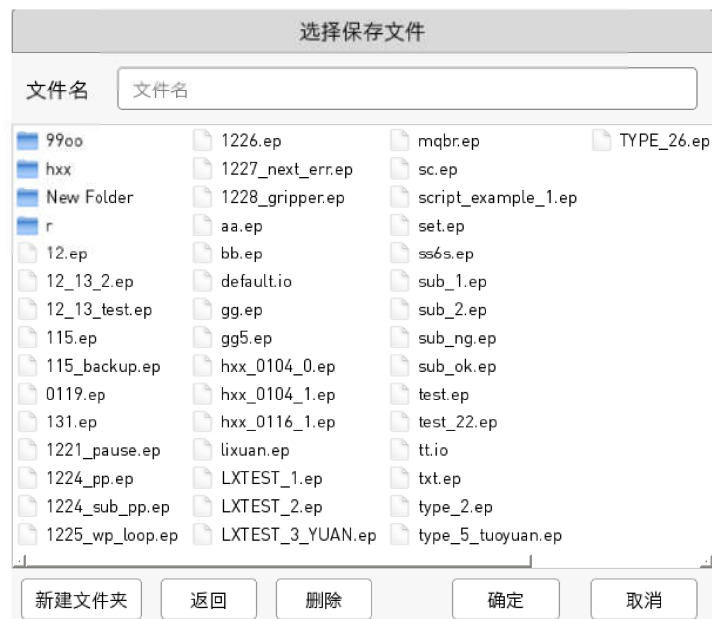 选择保存文件
文件名 文件名
99oo 1226.ep mqbr.ep TYPE_26.ep
hxx 1227_next_err.ep sc.ep
New Folder 1228_gripper.ep script_example_1.ep
r aa.ep set.ep
12.ep bb.ep ss6s.ep
12_13_2.ep default.io sub_1.ep
12_13_test.ep gg.ep sub_2.ep
115.ep gg5.ep sub_ng.ep
115_backup.ep hxx_0104_0.ep sub_ok.ep
0119.ep hxx_0104_1.ep test.ep
131.ep hxx_0116_1.ep test_22.ep
1221_pause.ep lixuan.ep tt.io
1224_pp.ep LXTEST_1.ep txt.ep
1224_sub_pp.ep LXTEST_2.ep type_2.ep
1225_wp_loop.ep LXTEST_3_YUAN.ep type_5_tuoyuan.ep
新建文件夹 返回 删除 确定 取消